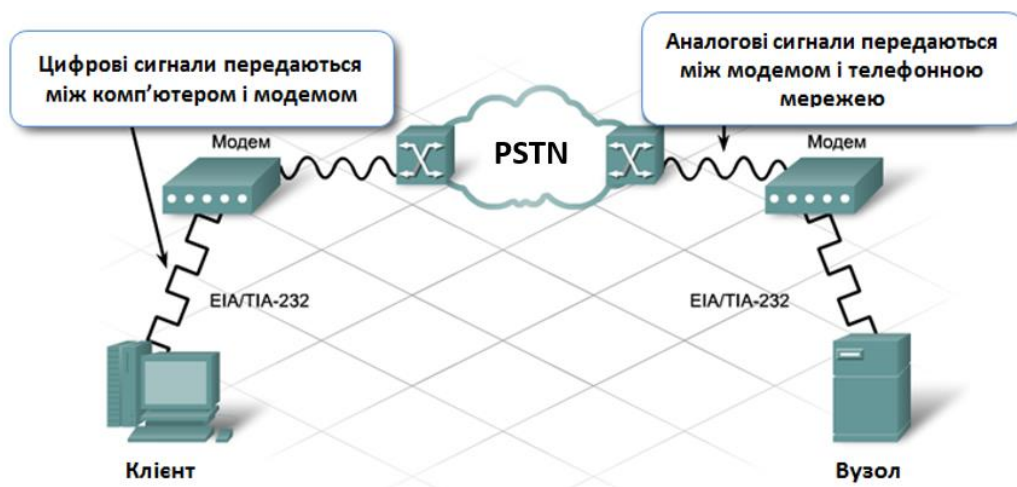 Цифрові сигнали передаються
між комп'ютером і модемом
Аналогові сигнали передаються
між модемом і телефонною
мережею
Модем
PSTN
Модем
EIA/TIA-232
EIA/TIA-232
Клієнт
Вузол